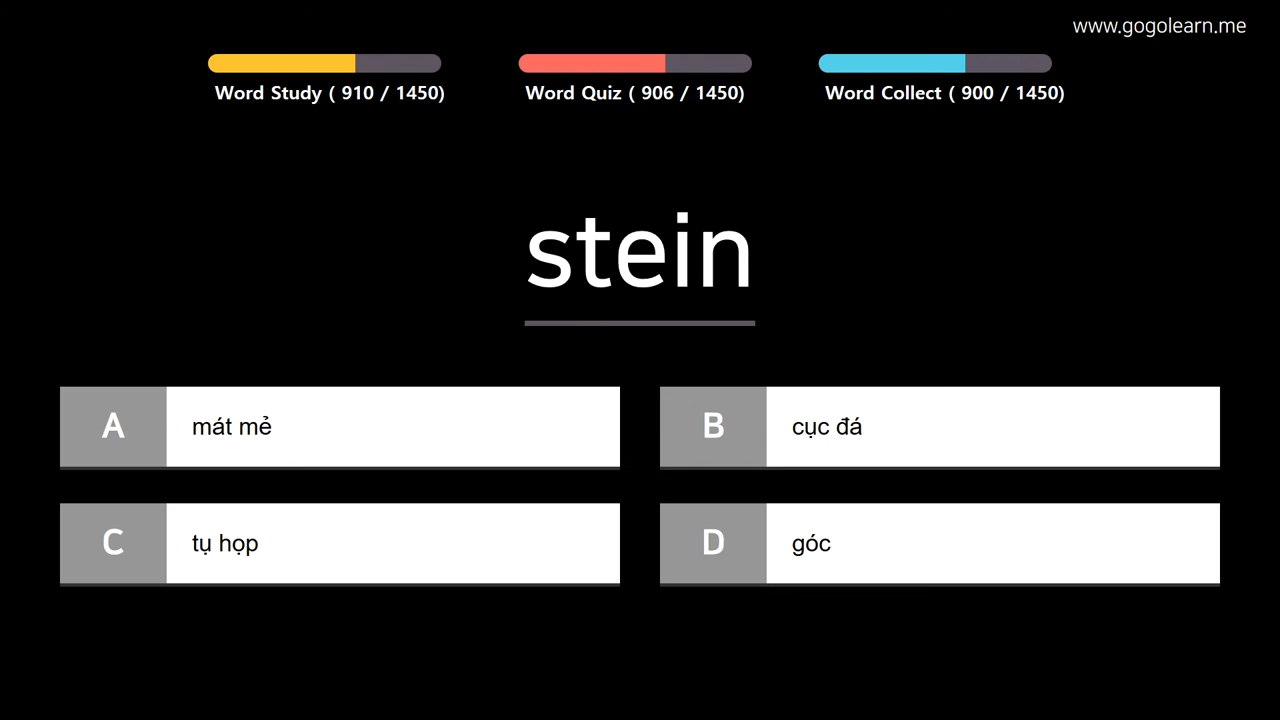 www.gogolearn.me
Word Study ( 910 / 1450)
Word Quiz ( 906 / 1450)
Word Collect ( 900 / 1450)
stein
A mát mẻ
B cục đá
C tụ họp
D góc